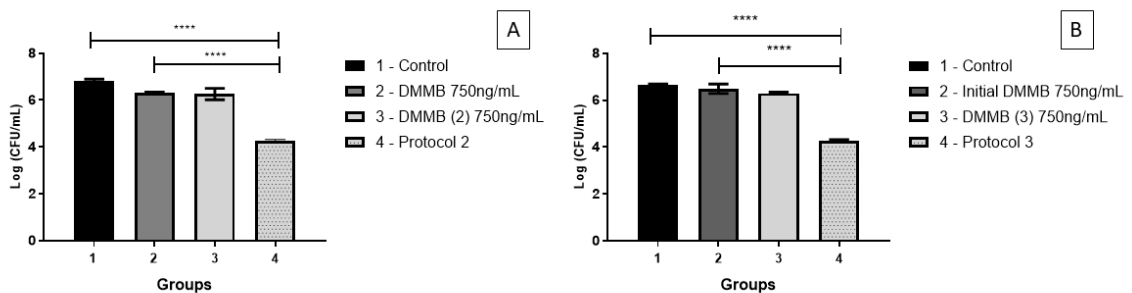 A
****
****
8
6
4
2
0
Log (CFU/mL)
1
2
3
4
Groups
1 - Control
2 - DMMB 750ng/mL
3 - DMMB (2) 750ng/mL
4 - Protocol 2
B
****
****
8
6
4
2
0
Log (CFU/mL)
1
2
3
4
Groups
1 - Control
2 - Initial DMMB 750ng/mL
3 - DMMB (3) 750ng/mL
4 - Protocol 3